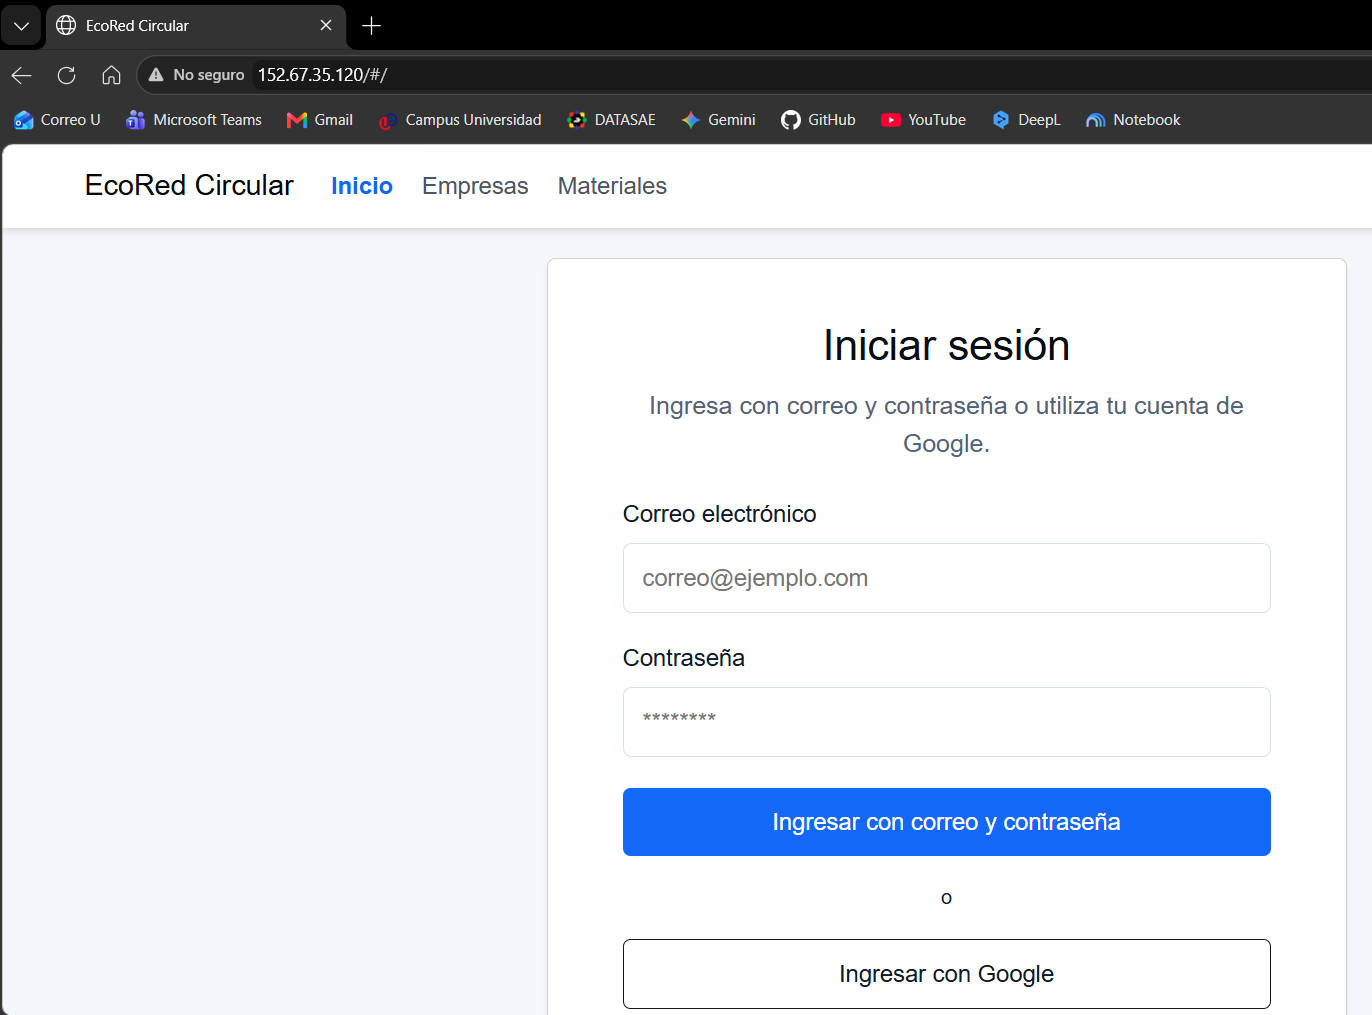 EcoRed Circular
No seguro 152.67.35.120/#/
Correo U Microsoft Teams Gmail Campus Universidad DATASAE Gemini GitHub YouTube DeepL Notebook
EcoRed Circular Inicio Empresas Materiales
Iniciar sesión
Ingresa con correo y contraseña o utiliza tu cuenta de
Google.
Correo electrónico
correo@ejemplo.com
Contraseña
********
Ingresar con correo y contraseña
o
Ingresar con Google